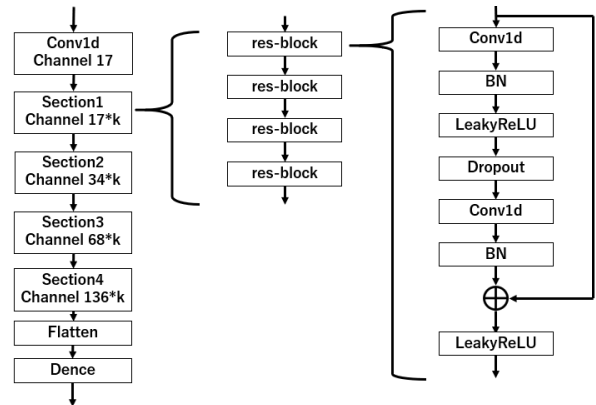 Conv1d
Channel 17
Section1
Channel 17*k
Section2
Channel 34*k
Section3
Channel 68*k
Section4
Channel 136*k
Flatten
Dence
res-block
res-block
res-block
res-block
Conv1d
BN
LeakyReLU
Dropout
Conv1d
BN
LeakyReLU